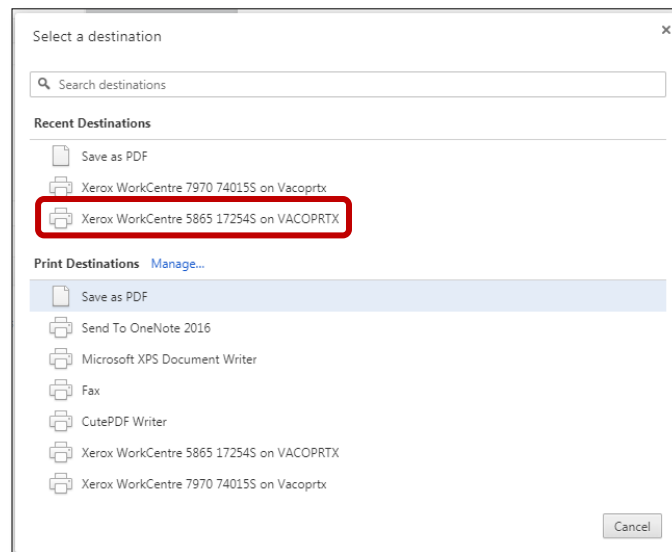 Select a destination
Search destinations
Recent Destinations
Save as PDF
Xerox WorkCentre 7970 74015S on Vacoprtx
Xerox WorkCentre 5865 17254S on VACOPRTX
Print Destinations Manage...
Save as PDF
Send To OneNote 2016
Microsoft XPS Document Writer
Fax
CutePDF Writer
Xerox WorkCentre 5865 17254S on VACOPRTX
Xerox WorkCentre 7970 74015S on Vacoprtx
Cancel